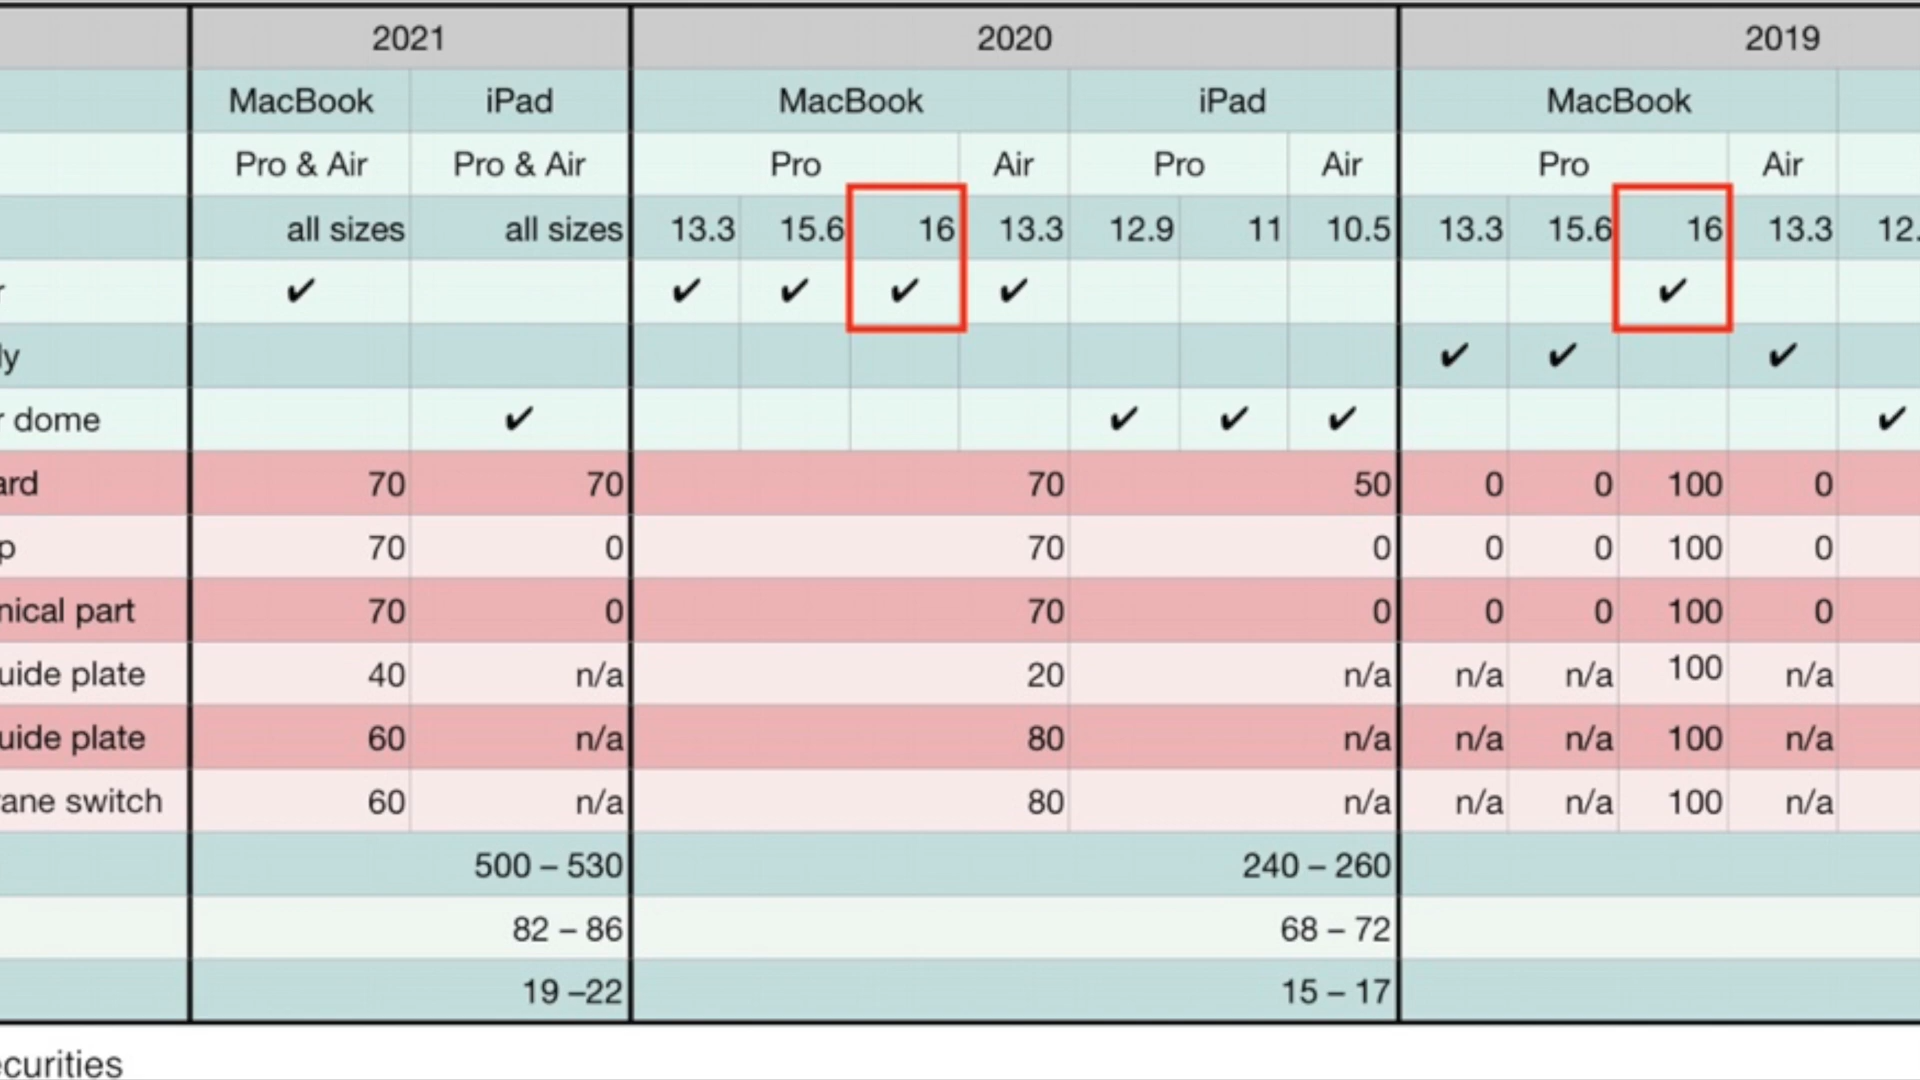 2021 2020 2019
MacBook iPad MacBook iPad MacBook
Pro & Air Pro & Air Pro Air Pro Air Pro Air
all sizes all sizes 13.3 15.6 16 13.3 12.9 11 10.5 13.3 15.6 16 13.3 12.
r ✔ ✔ ✔ ✔ ✔ ✔
ly ✔ ✔ ✔
r dome ✔ ✔ ✔ ✔ ✔
ard 70 70 70 50 0 0 100 0
p 70 0 70 0 0 0 100 0
nical part 70 0 70 0 0 0 100 0
uide plate 40 n/a 20 n/a n/a n/a 100 n/a
uide plate 60 n/a 80 n/a n/a n/a 100 n/a
rane switch 60 n/a 80 n/a n/a n/a 100 n/a
500 – 530 240 – 260
82 – 86 68 – 72
19 –22 15 – 17
ecurities